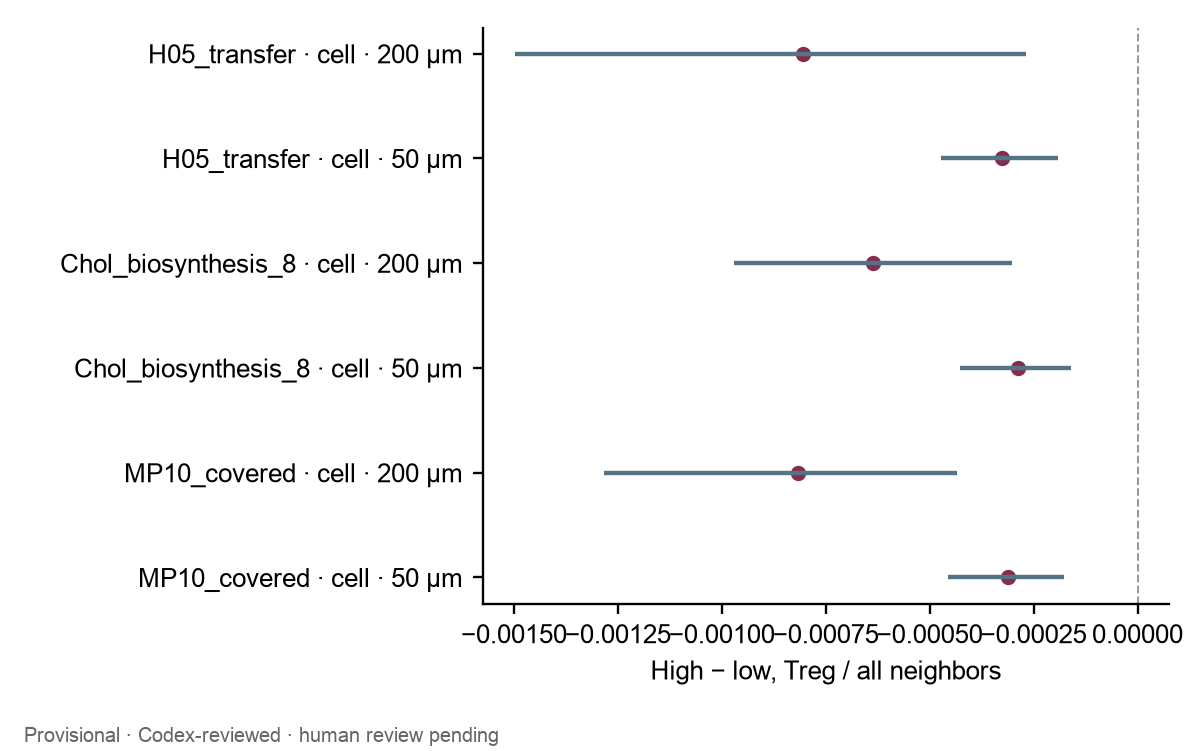 H05_transfer · cell · 200 µm
H05_transfer · cell · 50 µm
Chol_biosynthesis_8 · cell · 200 µm
Chol_biosynthesis_8 · cell · 50 µm
MP10_covered · cell · 200 µm
MP10_covered · cell · 50 µm
−0.00150 −0.00125 −0.00100 −0.00075 −0.00050 −0.00025 0.00000
High − low, Treg / all neighbors
Provisional · Codex-reviewed · human review pending